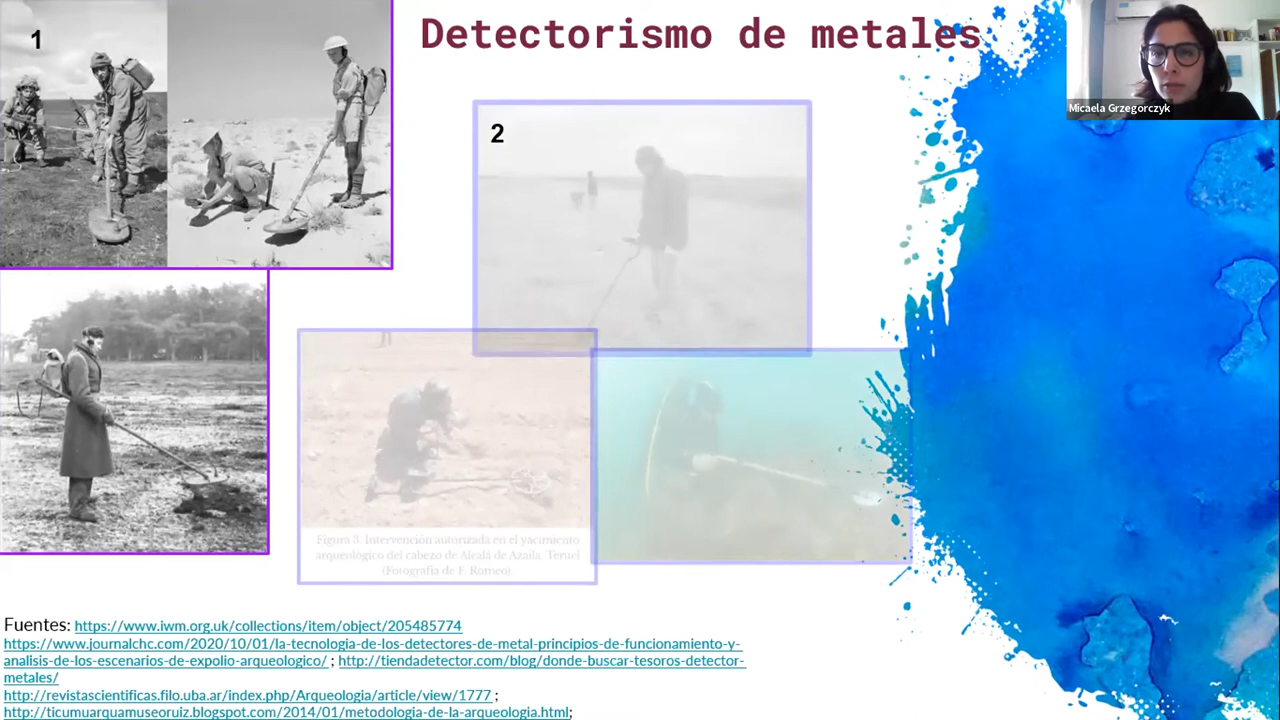 1
Detectorismo de metales
Micaela Grzegorczyk
2
Figura 3. Intervención autorizada en el yacimiento
arqueológico del cabezo de Alcalá de Azaila, Teruel
(Fotografía de F. Romeo).
Fuentes: https://www.iwm.org.uk/collections/item/object/205485774
https://www.journalchc.com/2020/10/01/la-tecnologia-de-los-detectores-de-metal-principios-de-funcionamiento-y-
analisis-de-los-escenarios-de-expolio-arqueologico/ ; http://tiendadetector.com/blog/donde-buscar-tesoros-detector-
metales/
http://revistascientificas.filo.uba.ar/index.php/Arqueologia/article/view/1777 ;
http://ticumuarquamuseoruiz.blogspot.com/2014/01/metodologia-de-la-arqueologia.html;